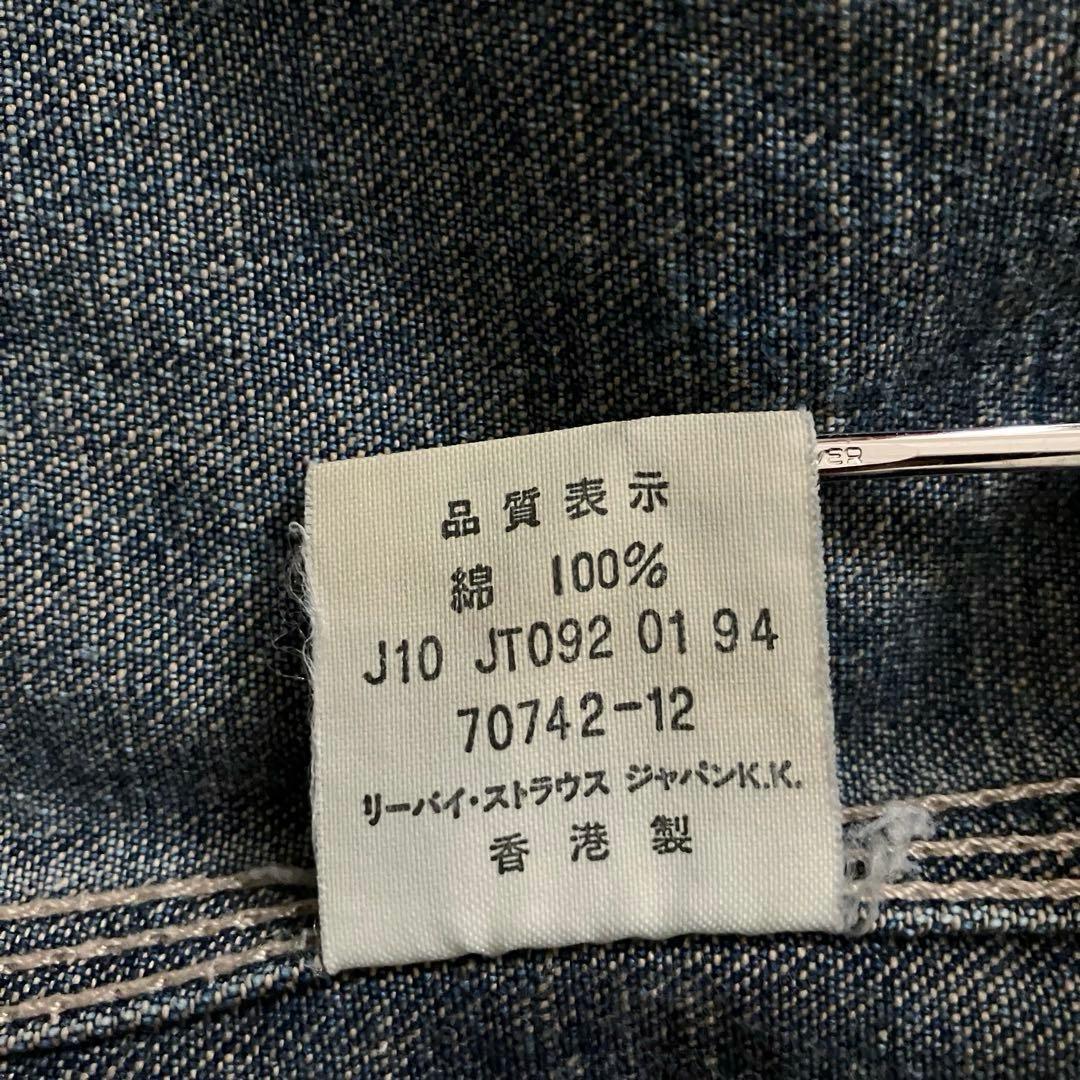 品質表示
綿 100%
J10 JT092 01 94
70742-12
リーバイ・ストラウス ジャパンK.K.
香港製